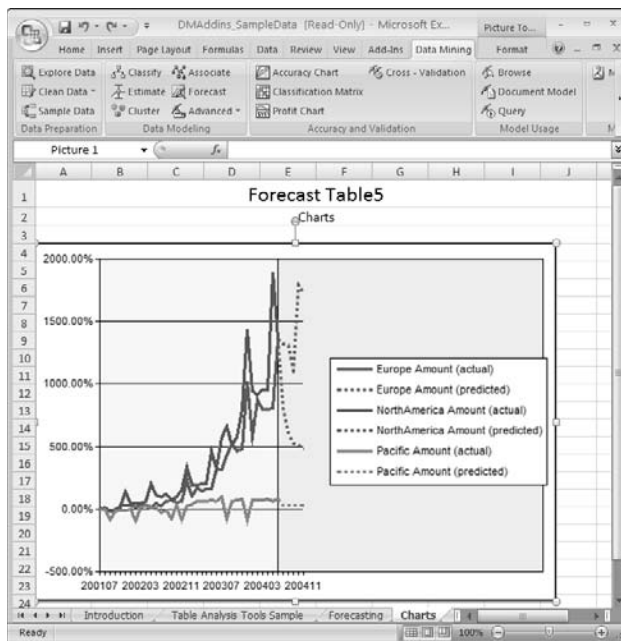 DMAddins_SampleData [Read-Only] - Microsoft Ex...
Picture To...
Home Insert Page Layout Formulas Data Review View Add-Ins Data Mining Format
Explore Data Classify Associate Accuracy Chart Cross - Validation Browse
Clean Data Estimate Forecast Classification Matrix Document Model
Sample Data Cluster Advanced Profit Chart Query
Data Preparation Data Modeling Accuracy and Validation Model Usage M
Picture 1 fx
A B C D E F G H I J
1 Forecast Table5
2 Charts
3
4
5
6
7
8
9
10
11
12
13
14
15
16
17
18
19
20
21
22
23
24
2000.00%
1500.00%
1000.00%
500.00%
0.00%
-500.00%
200107 200203 200211 200307 200403 200411
Europe Amount (actual)
Europe Amount (predicted)
NorthAmerica Amount (actual)
NorthAmerica Amount (predicted)
Pacific Amount (actual)
Pacific Amount (predicted)
Introduction Table Analysis Tools Sample Forecasting Charts
Ready 100%